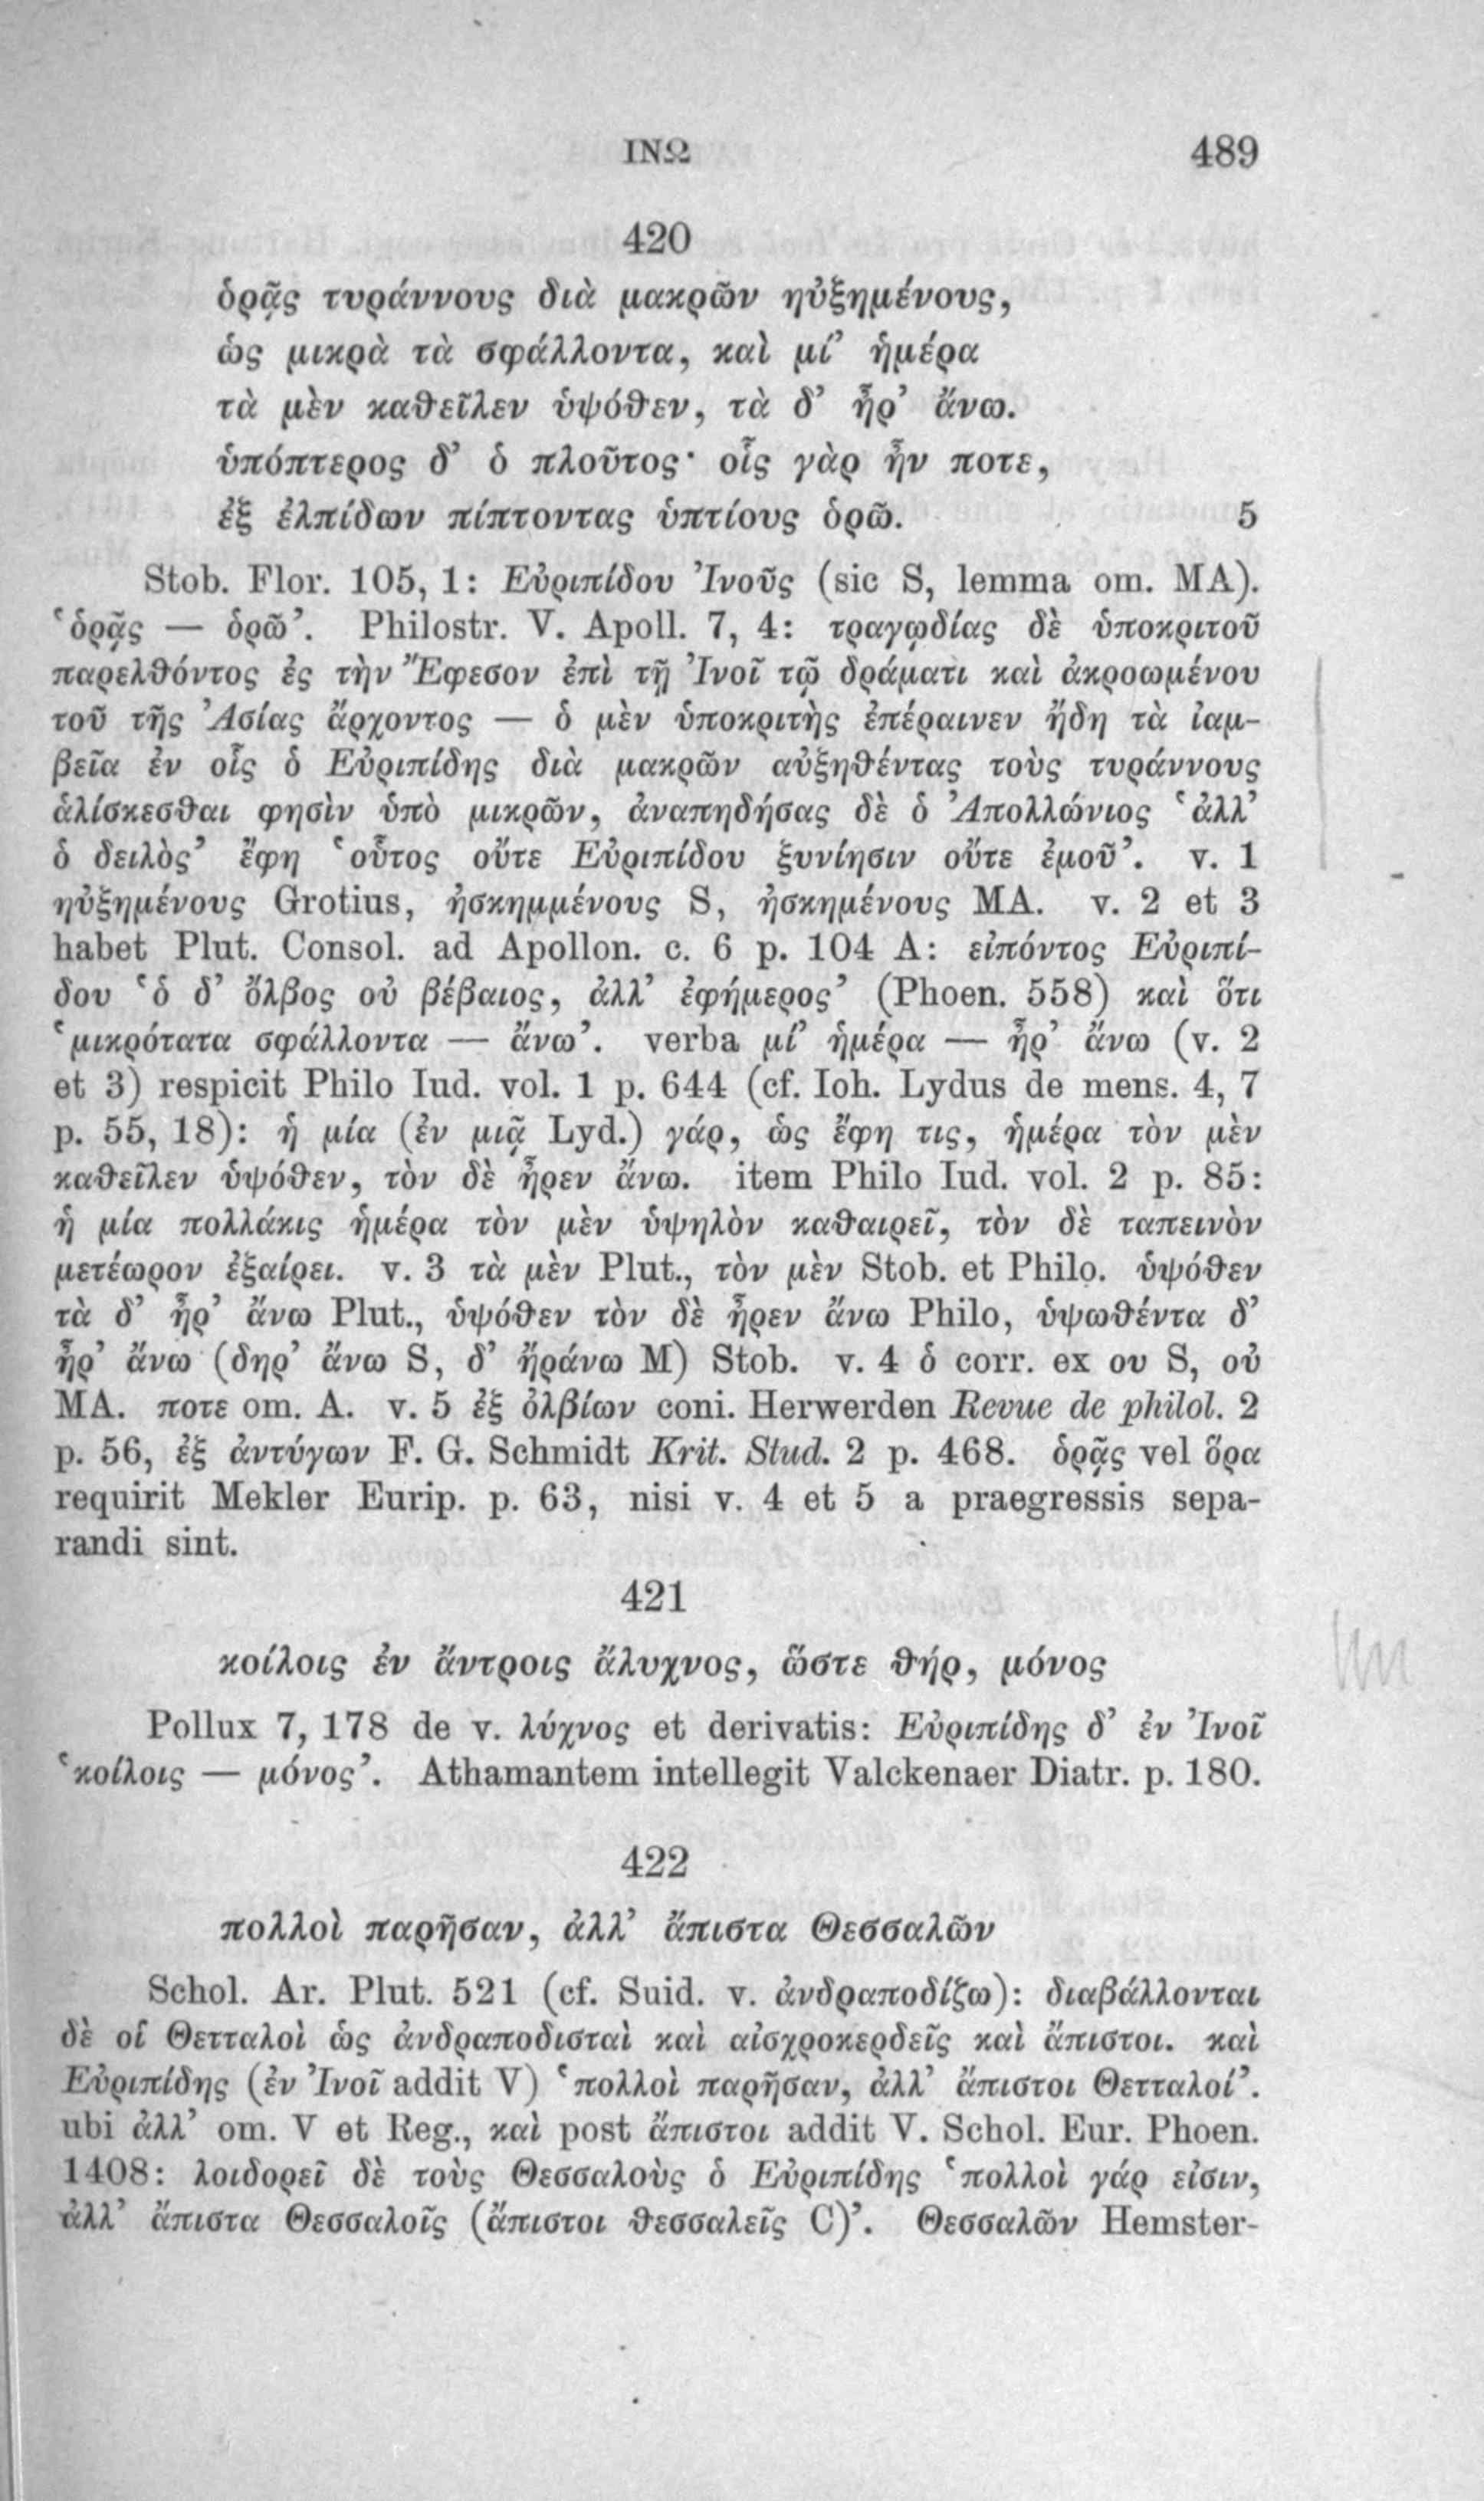 ΙΝΩ 489
420
ὁρᾷς τυράννους διὰ μακρῶν ηὐξημένους,
ὡς μικρὰ τὰ σφάλλοντα, καὶ μί’ ἡμέρα
τὰ μὲν καθεῖλεν ὑψόθεν, τὰ δ’ ἦρ’ ἄνω.
ὑπόπτερος δ’ ὁ πλοῦτος· οἷς γὰρ ἦν ποτε,
ἐξ ἐλπίδων πίπτοντας ὑπτίους ὁρῶ. 5
Stob. Flor. 105, 1: Εὐριπίδου Ἰνοῦς (sic S, lemma om. MA).
‘ὁρᾷς — ὁρῶ’. Philostr. V. Apoll. 7, 4: τραγῳδίας δὲ ὑποκριτοῦ
παρελθόντος ἐς τὴν Ἔφεσον ἐπὶ τῇ Ἰνοῖ τῷ δράματι καὶ ἀκροωμένου
τοῦ τῆς Ἀσίας ἄρχοντος — ὁ μὲν ὑποκριτὴς ἐπέραινεν ἤδη τὰ ἰαμ-
βεῖα ἐν οἷς ὁ Εὐριπίδης διὰ μακρῶν αὐξηθέντας τοὺς τυράννους
ἁλίσκεσθαι φησὶν ὑπὸ μικρῶν, ἀναπηδήσας δὲ ὁ Ἀπολλώνιος ‘ἀλλ’
ὁ δειλὸς’ ἔφη ‘οὗτος οὔτε Εὐριπίδου ξυνίησιν οὔτε ἐμοῦ’. v. 1
ηὐξημένους Grotius, ἠσκημμένους S, ἠσκημένους MA. v. 2 et 3
habet Plut. Consol. ad Apollon. c. 6 p. 104 A: εἰπόντος Εὐριπί-
δου ‘ὁ δ’ ὄλβος οὐ βέβαιος, ἀλλ’ ἐφήμερος’ (Phoen. 558) καὶ ὅτι
‘μικρότατα σφάλλοντα — ἄνω’. verba μί’ ἡμέρα — ἦρ’ ἄνω (v. 2
et 3) respicit Philo Iud. vol. 1 p. 644 (cf. Ioh. Lydus de mens. 4, 7
p. 55, 18): ἡ μία (ἐν μιᾷ Lyd.) γάρ, ὡς ἔφη τις, ἡμέρα τὸν μὲν
καθεῖλεν ὑψόθεν, τὸν δὲ ἦρεν ἄνω. item Philo Iud. vol. 2 p. 85:
ἡ μία πολλάκις ἡμέρα τὸν μὲν ὑψηλὸν καθαιρεῖ, τὸν δὲ ταπεινὸν
μετέωρον ἐξαίρει. v. 3 τὰ μὲν Plut., τὸν μὲν Stob. et Philo. ὑψόθεν
τὰ δ’ ἦρ’ ἄνω Plut., ὑψόθεν τὸν δὲ ἦρεν ἄνω Philo, ὑψωθέντα δ’
ἦρ’ ἄνω (δηρ’ ἄνω S, δ’ ἤράνω M) Stob. v. 4 ὁ corr. ex ου S, οὐ
MA. ποτε om. A. v. 5 ἐξ ὀλβίων coni. Herwerden Revue de philol. 2
p. 56, ἐξ ἀντύγων F. G. Schmidt Krit. Stud. 2 p. 468. ὁρᾷς vel ὅρα
requirit Mekler Eurip. p. 63, nisi v. 4 et 5 a praegressis sepa-
randi sint.
421
κοίλοις ἐν ἄντροις ἄλυχνος, ὥστε θήρ, μόνος
Pollux 7, 178 de v. λύχνος et derivatis: Εὐριπίδης δ’ ἐν Ἰνοῖ
‘κοίλοις — μόνος’. Athamantem intellegit Valckenaer Diatr. p. 180.
422
πολλοὶ παρῆσαν, ἀλλ’ ἄπιστα Θεσσαλῶν
Schol. Ar. Plut. 521 (cf. Suid. v. ἀνδραποδίζω): διαβάλλονται
δὲ οἱ Θετταλοὶ ὡς ἀνδραποδισταὶ καὶ αἰσχροκερδεῖς καὶ ἄπιστοι. καὶ
Εὐριπίδης (ἐν Ἰνοῖ addit V) ‘πολλοὶ παρῆσαν, ἀλλ’ ἄπιστοι Θετταλοί’.
ubi ἀλλ’ om. V et Reg., καὶ post ἄπιστοι addit V. Schol. Eur. Phoen.
1408: λοιδορεῖ δὲ τοὺς Θεσσαλοὺς ὁ Εὐριπίδης ‘πολλοὶ γάρ εἰσιν,
ἀλλ’ ἄπιστα Θεσσαλοῖς (ἄπιστοι θεσσαλεῖς C)’. Θεσσαλῶν Hemster-